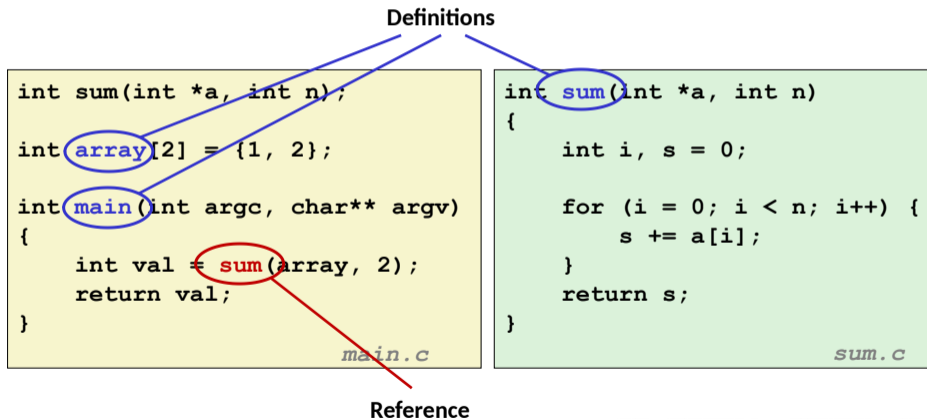 Definitions
int sum(int *a, int n);
int array[2] = {1, 2};
int main(int argc, char** argv)
{
    int val = sum(array, 2);
    return val;
}
main.c
int sum(int *a, int n)
{
    int i, s = 0;
    for (i = 0; i < n; i++) {
        s += a[i];
    }
    return s;
}
sum.c
Reference